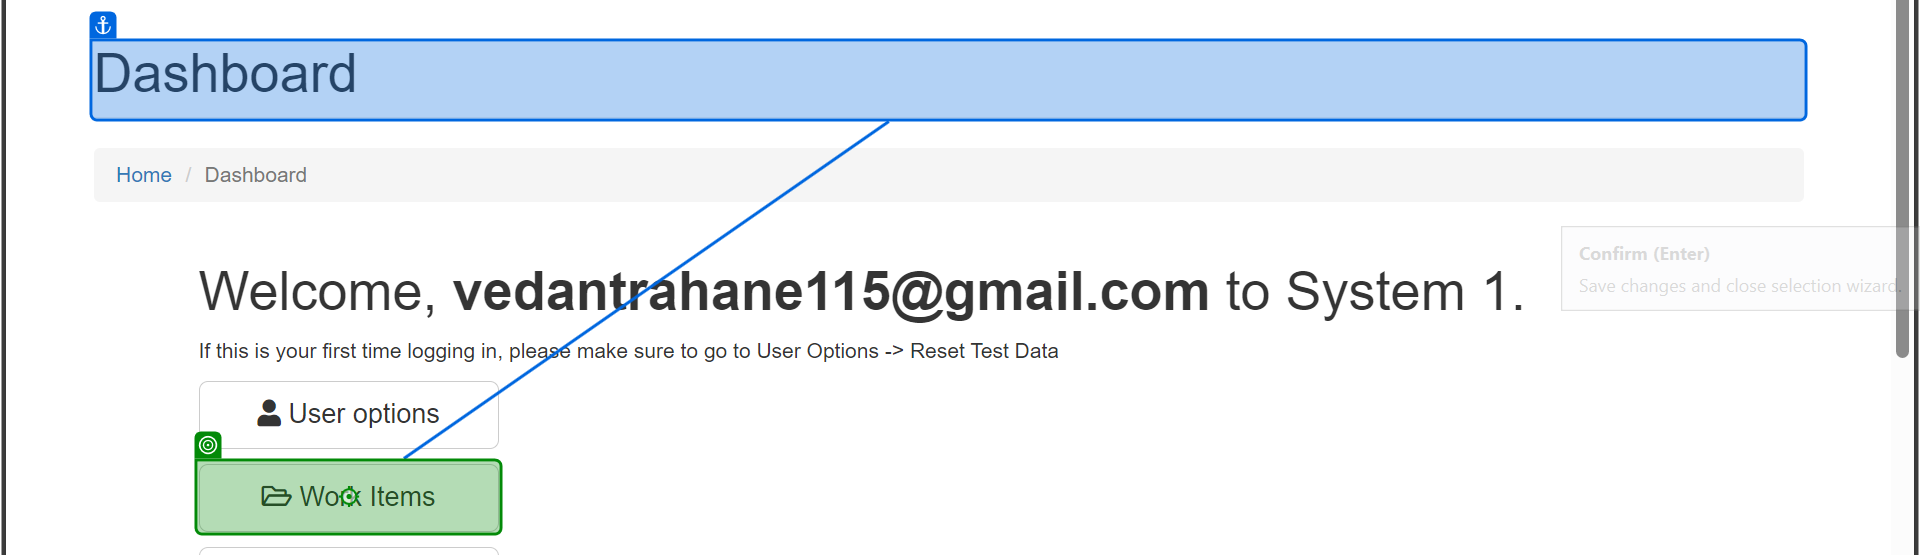 Dashboard
Home / Dashboard
Welcome, vedantrahane115@gmail.com to System 1.
Confirm (Enter)
Save changes and close selection wizard.
If this is your first time logging in, please make sure to go to User Options -> Reset Test Data
User options
Work Items